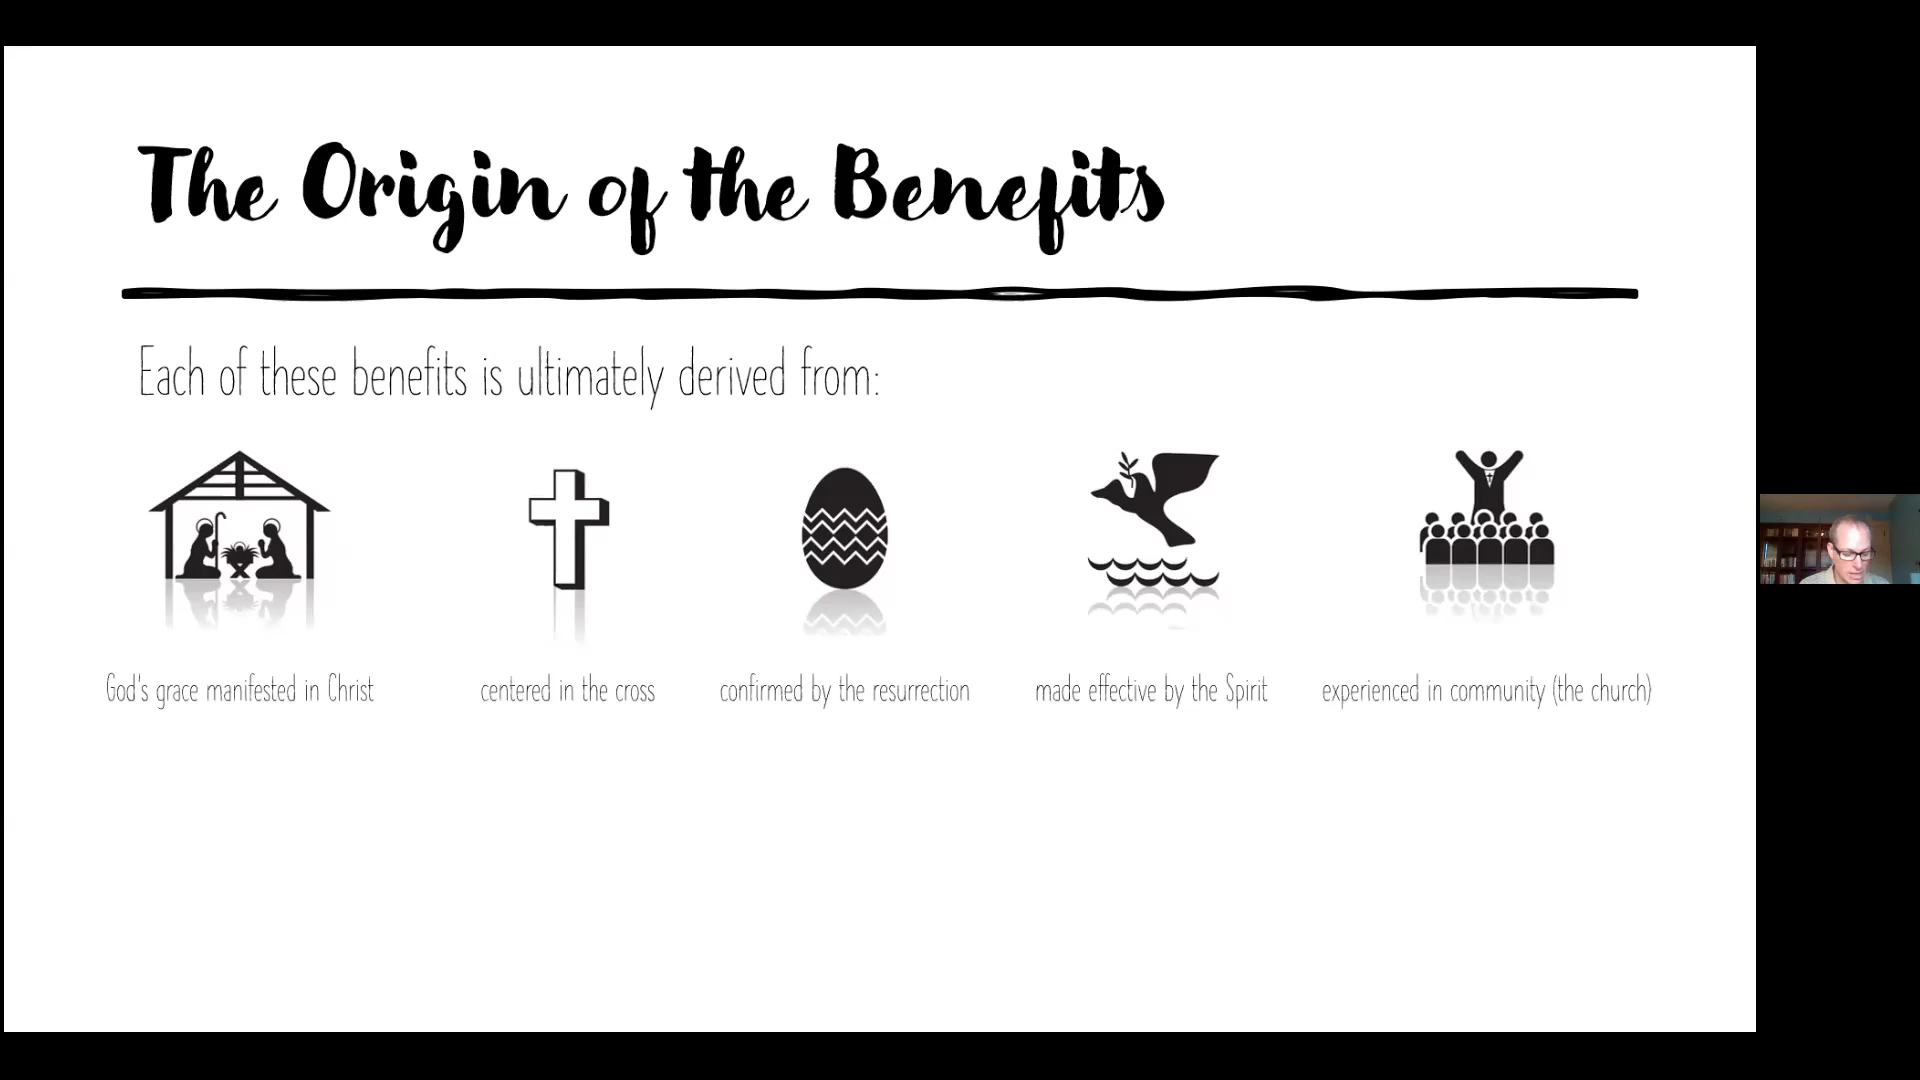 The Origin of the Benefits
Each of these benefits is ultimately derived from:
God's grace manifested in Christ
centered in the cross
confirmed by the resurrection
made effective by the Spirit
experienced in community (the church)